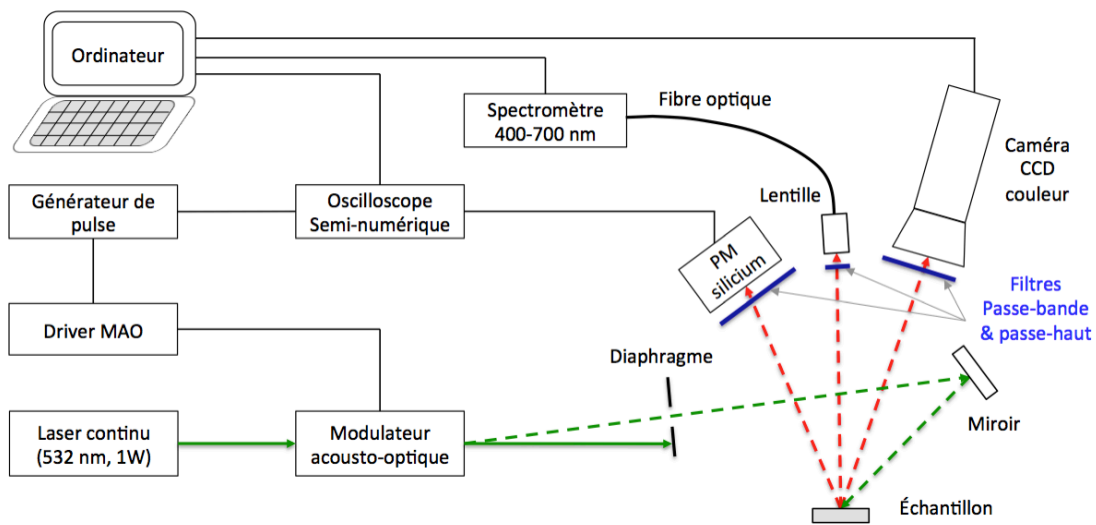 Ordinateur
Spectromètre
400-700 nm
Fibre optique
Caméra
CCD
couleur
Lentille
Générateur de
pulse
Oscilloscope
Semi-numérique
PM
silicium
Filtres
Passe-bande
& passe-haut
Driver MAO
Diaphragme
Miroir
Laser continu
(532 nm, 1W)
Modulateur
acousto-optique
Échantillon